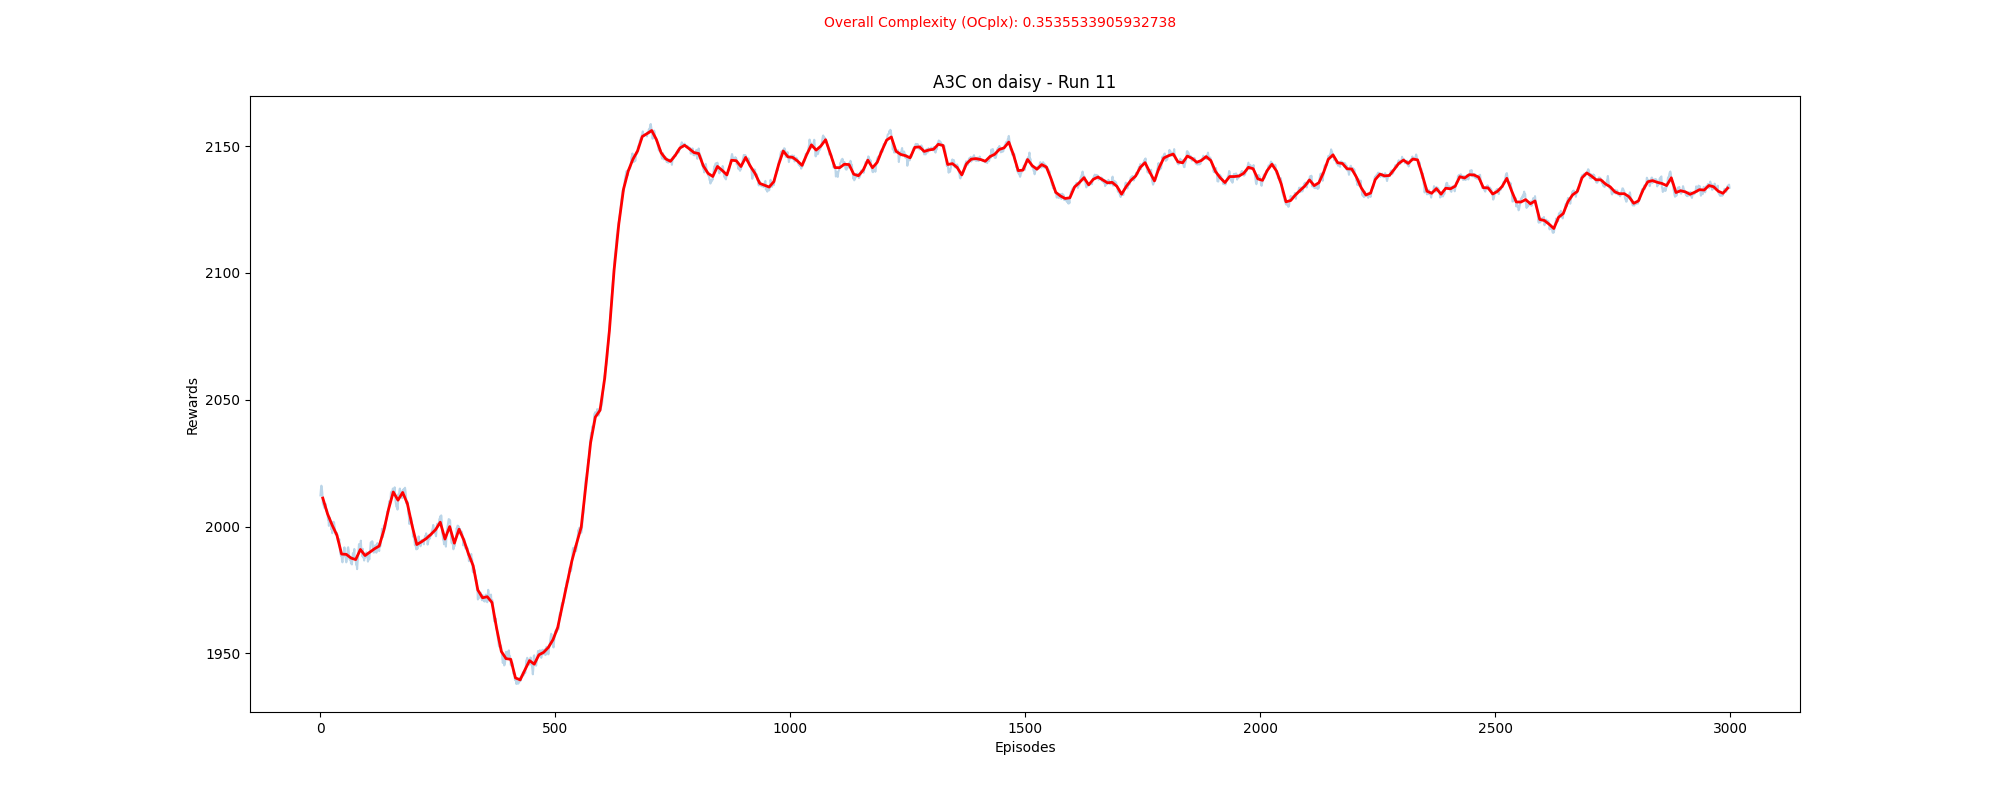 Overall Complexity (OCplx): 0.3535533905932738
A3C on daisy - Run 11
2150
2100
2050
2000
1950
Rewards
0 500 1000 1500 2000 2500 3000
Episodes